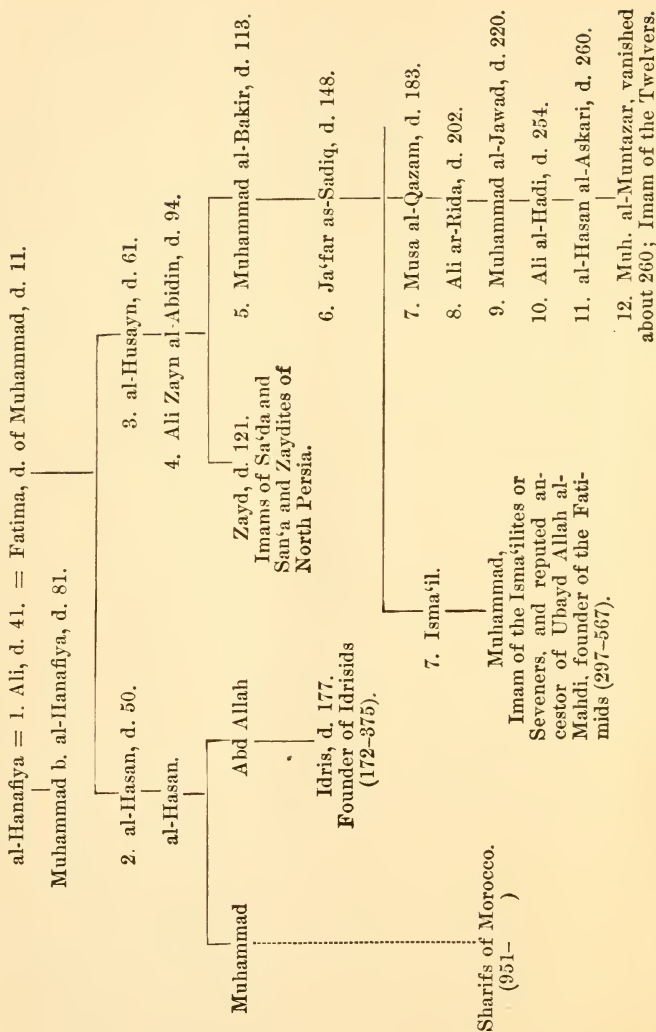 al-Hanafiya = 1. Ali, d. 41. = Fatima, d. of Muhammad, d. 11.
Muhammad b. al-Hanafiya, d. 81.
2. al-Hasan, d. 50.
3. al-Husayn, d. 61.
al-Hasan.
4. Ali Zayn al-Abidin, d. 94.
Muhammad
Abd Allah
Zayd, d. 121.
Imams of Sa‘da and
San‘a and Zaydites of
North Persia.
5. Muhammad al-Bakir, d. 113.
Idris, d. 177.
Founder of Idrisids
(172–375).
6. Ja‘far as-Sadiq, d. 148.
Sharifs of Morocco.
(951– )
7. Isma‘il.
7. Musa al-Qazam, d. 183.
Muhammad,
Imam of the Isma‘ilites or
Seveners, and reputed an-
cestor of Ubayd Allah al-
Mahdi, founder of the Fati-
mids (297–567).
8. Ali ar-Rida, d. 202.
9. Muhammad al-Jawad, d. 220.
10. Ali al-Hadi, d. 254.
11. al-Hasan al-Askari, d. 260.
12. Muh. al-Muntazar, vanished
about 260; Imam of the Twelvers.